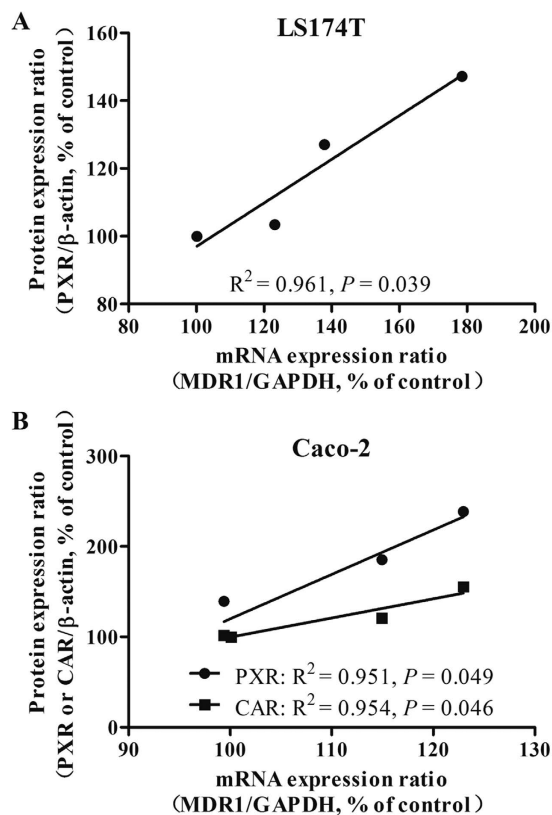 A
LS174T
Protein expression ratio
(PXR/β-actin, % of control)
160
140
120
100
80
R² = 0.961, P = 0.039
80 100 120 140 160 180 200
mRNA expression ratio
(MDR1/GAPDH, % of control)
B
Caco-2
Protein expression ratio
(PXR or CAR/β-actin, % of control)
300
200
100
0
PXR: R² = 0.951, P = 0.049
CAR: R² = 0.954, P = 0.046
90 100 110 120 130
mRNA expression ratio
(MDR1/GAPDH, % of control)